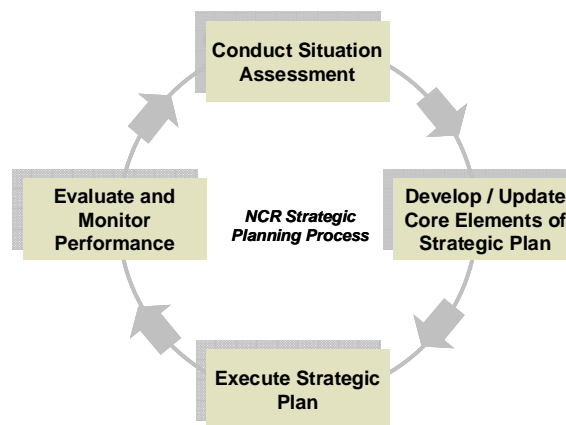 Conduct Situation
Assessment
Evaluate and
Monitor
Performance
NCR Strategic
Planning Process
Develop / Update
Core Elements of
Strategic Plan
Execute Strategic
Plan